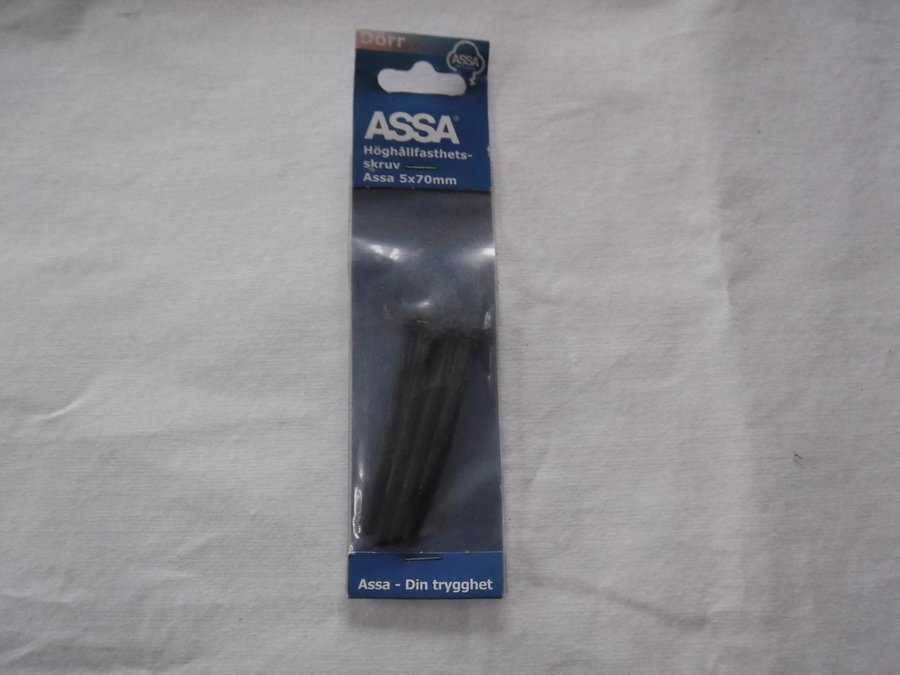 Dörr
ASSA
ASSA®
Höghållfasthets-
skruv
Assa 5x70mm
Assa - Din trygghet